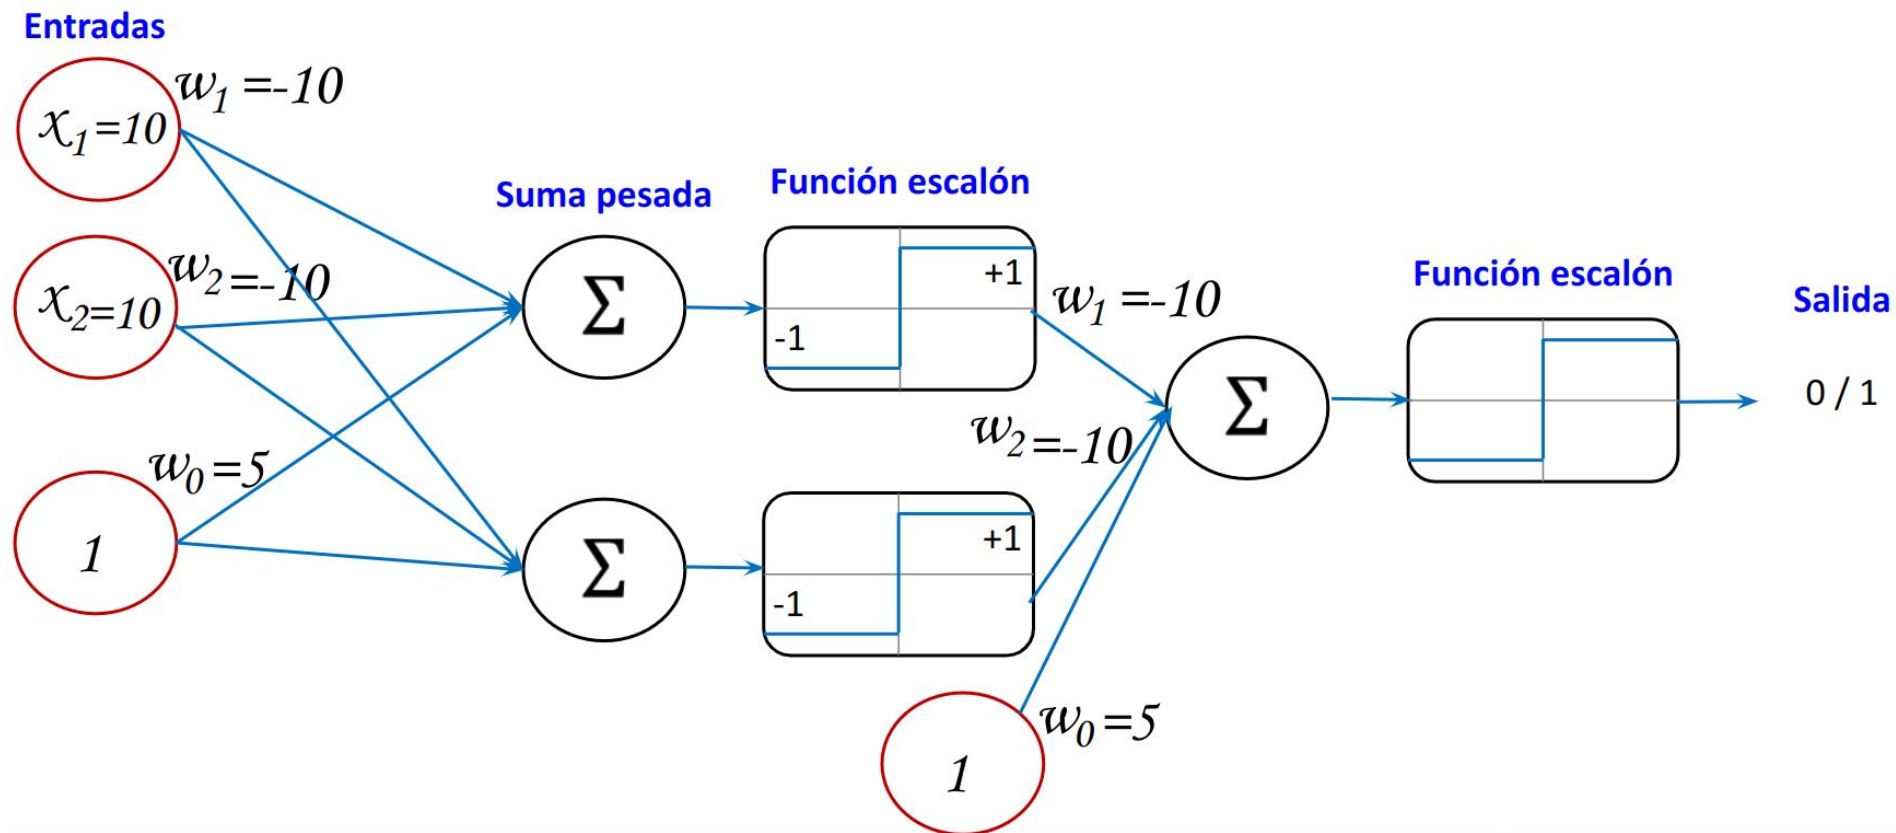 Entradas
w₁ =-10
x₁=10
Suma pesada
Función escalón
w₂ =-10
x₂=10
Σ
+1
-1
w₁ =-10
Función escalón
Salida
0 / 1
Σ
w₂ =-10
w₀ =5
1
Σ
+1
-1
w₀ =5
1